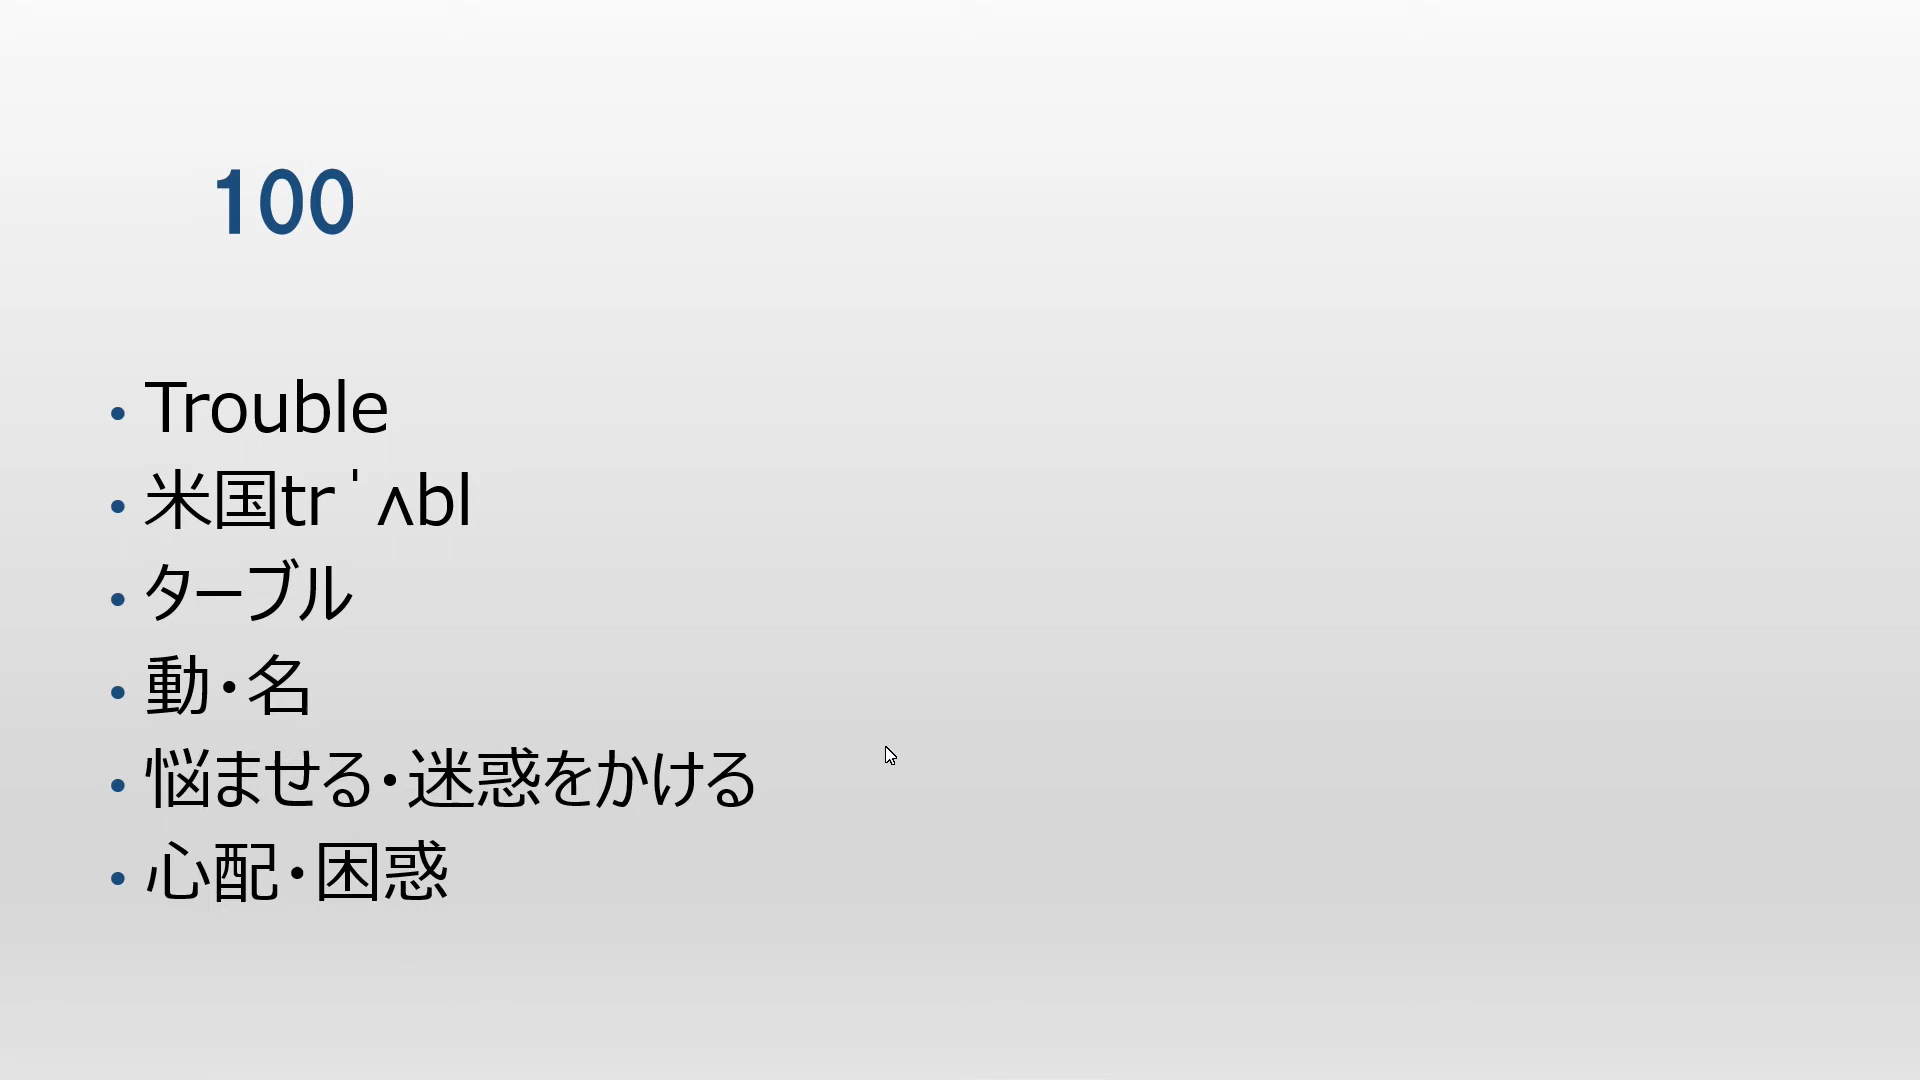 100
Trouble
米国trˈʌbl
ターブル
動・名
悩ませる・迷惑をかける
心配・困惑